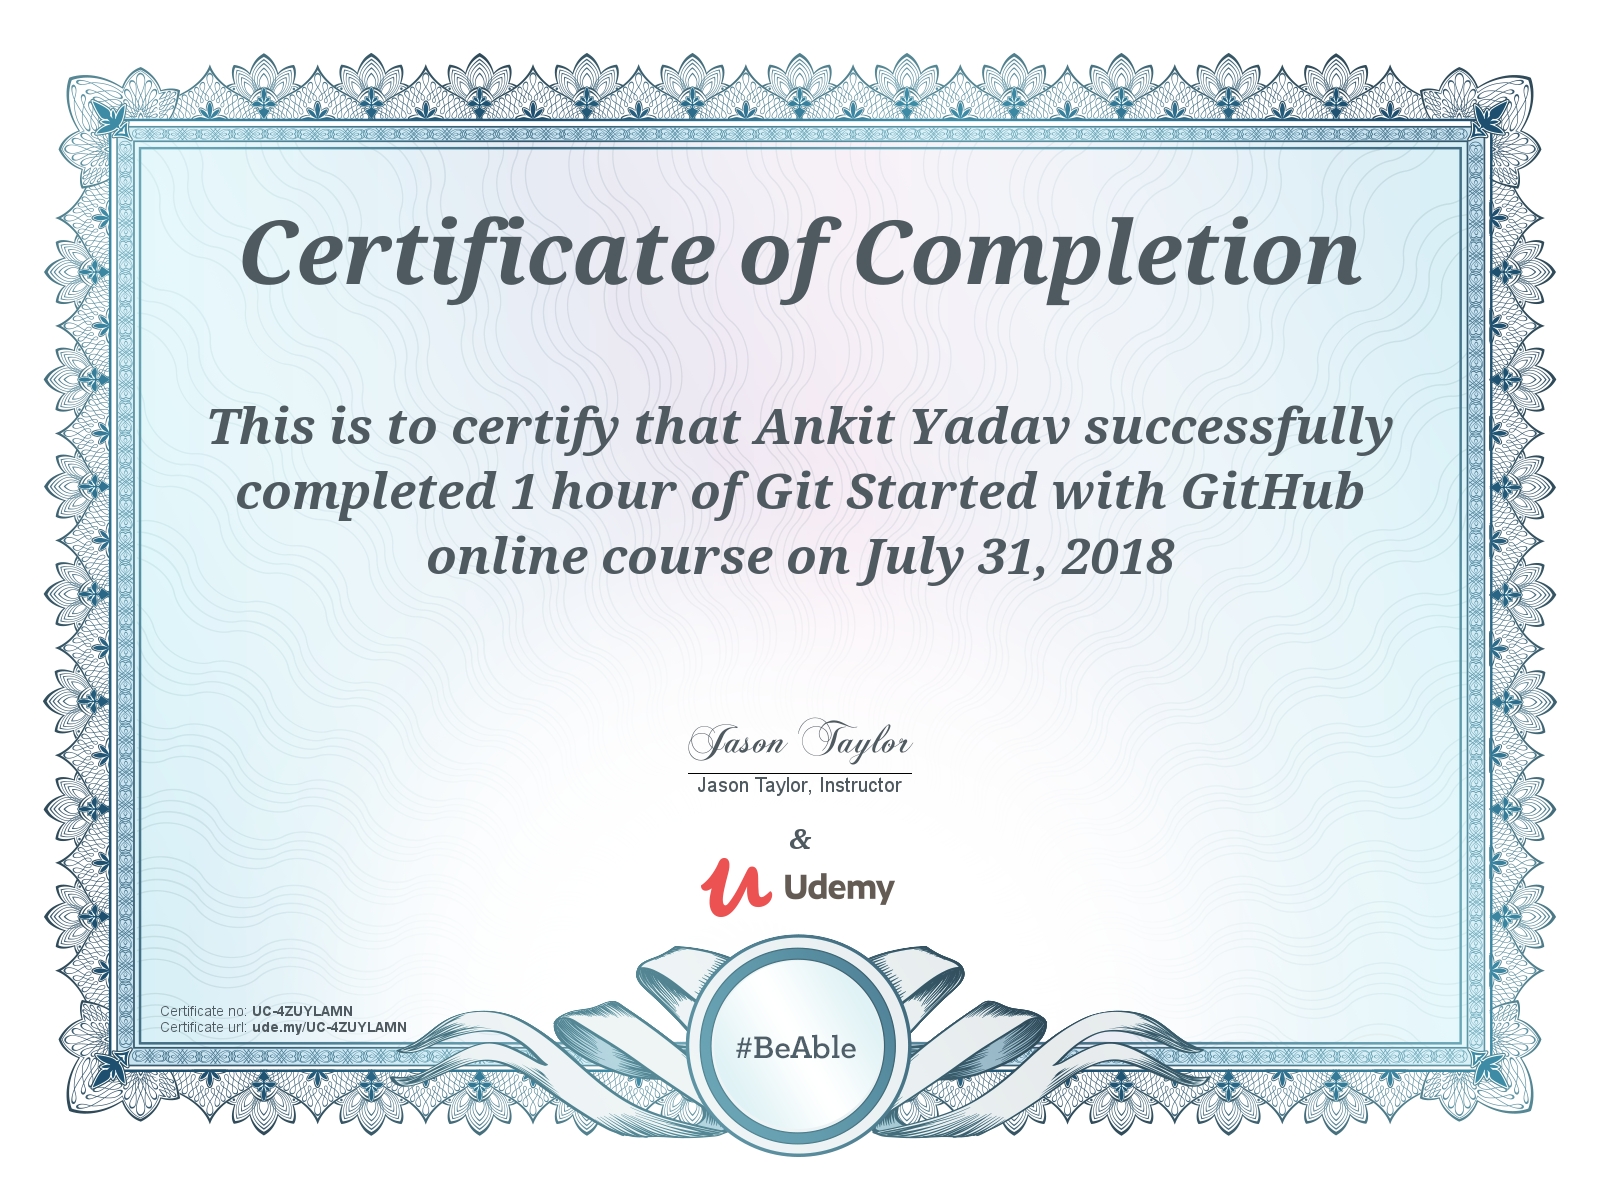 Certificate of Completion
This is to certify that Ankit Yadav successfully
completed 1 hour of Git Started with GitHub
online course on July 31, 2018
Jason Taylor
Jason Taylor, Instructor
&
Udemy
Certificate no: UC-4ZUYLAMN
Certificate url: ude.my/UC-4ZUYLAMN
#BeAble